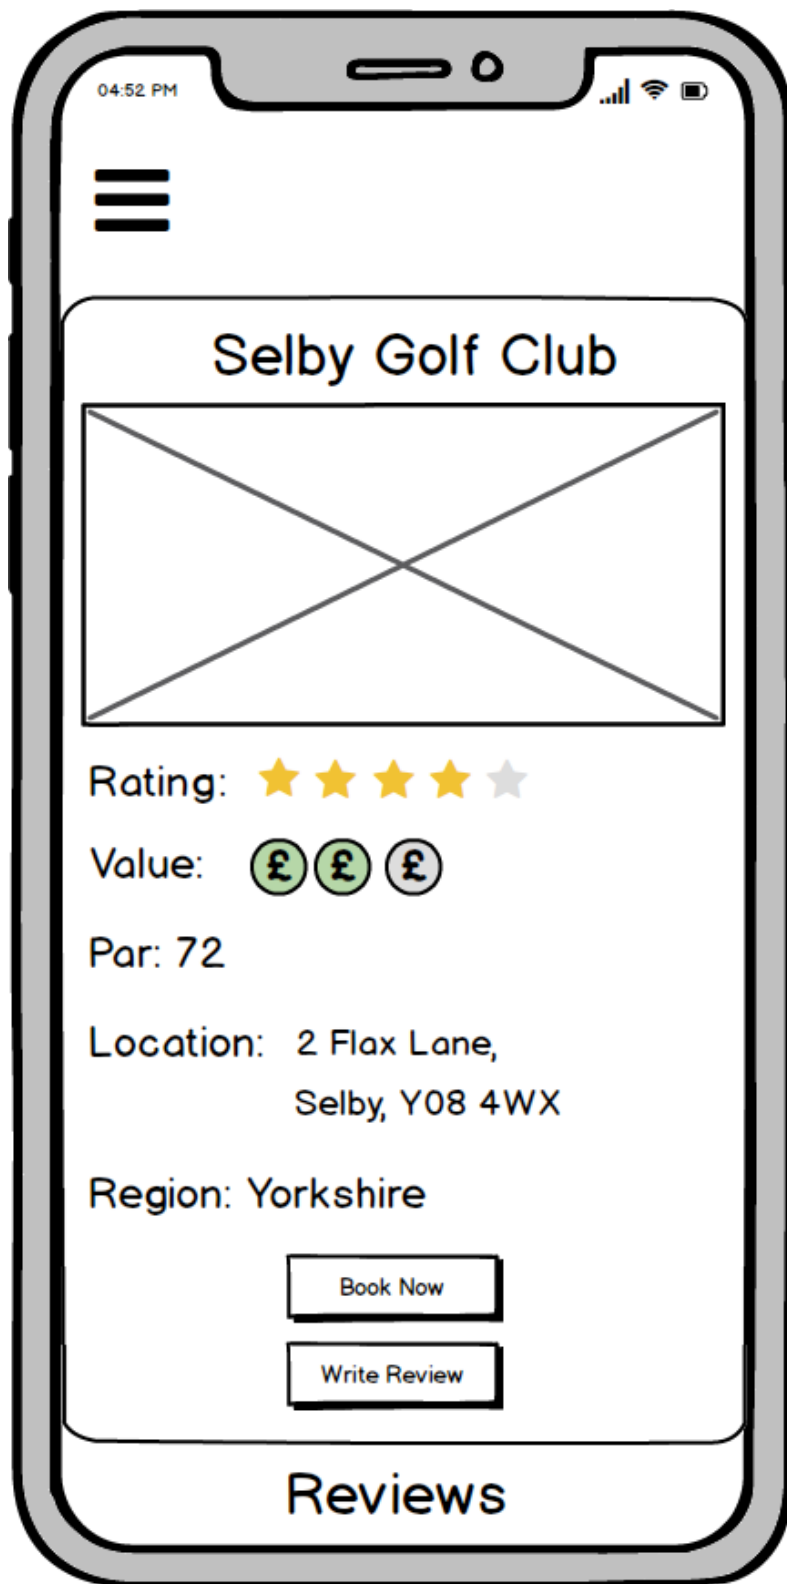 04:52 PM
Selby Golf Club
Rating:
Value: £ £ £
Par: 72
Location: 2 Flax Lane,
Selby, Y08 4WX
Region: Yorkshire
Book Now
Write Review
Reviews